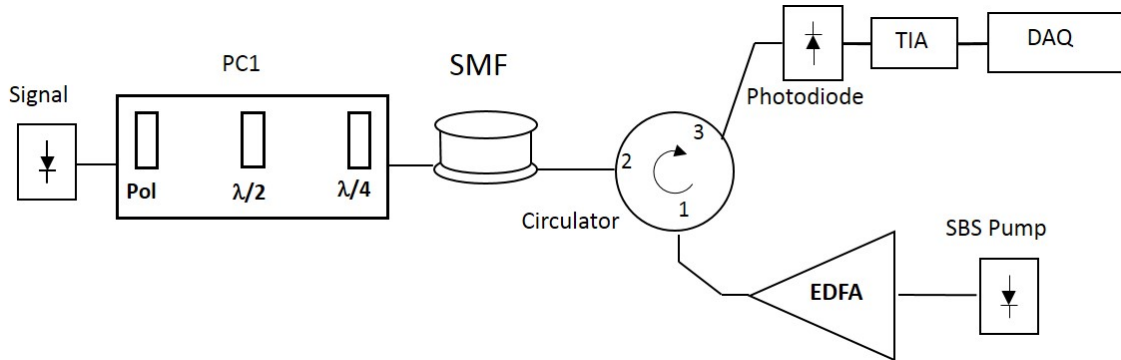 TIA
DAQ
PC1
SMF
Signal
Photodiode
Pol
λ/2
λ/4
2
3
1
Circulator
SBS Pump
EDFA